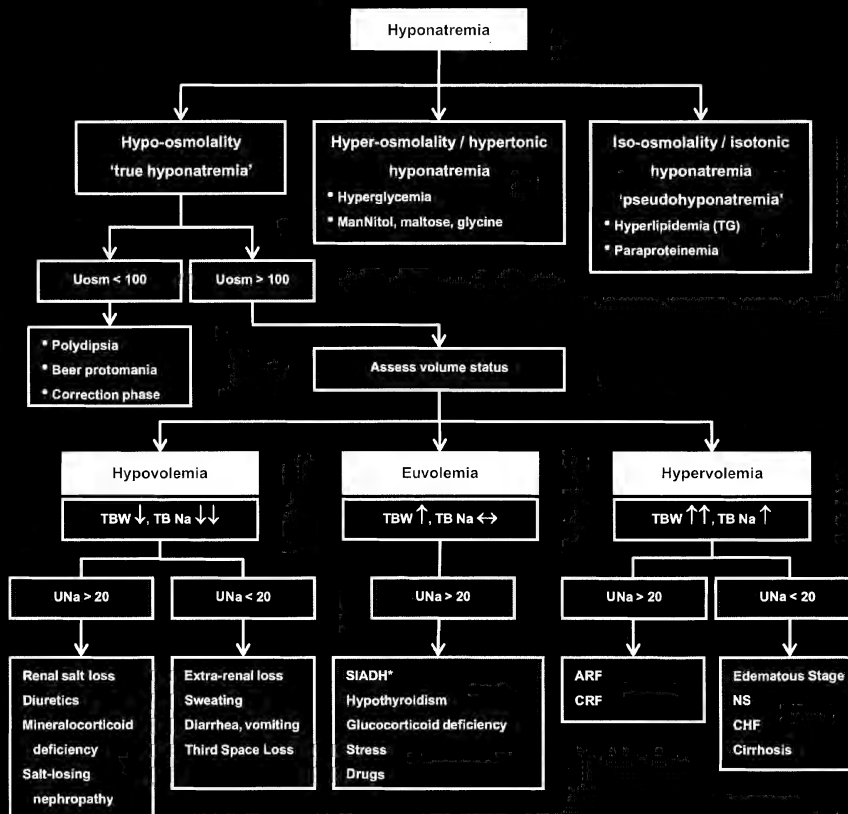 Hyponatremia
Hypo-osmolality
'true hyponatremia'
Hyper-osmolality / hypertonic
hyponatremia
* Hyperglycemia
* ManNitol, maltose, glycine
Iso-osmolality / isotonic
hyponatremia
'pseudohyponatremia'
* Hyperlipidemia (TG)
* Paraproteinemia
Uosm < 100
Uosm > 100
* Polydipsia
* Beer protomania
* Correction phase
Assess volume status
Hypovolemia
TBW ↓, TB Na ↓↓
Euvolemia
TBW ↑, TB Na ↔
Hypervolemia
TBW ↑↑, TB Na ↑
UNa > 20
UNa < 20
UNa > 20
UNa > 20
UNa < 20
Renal salt loss
Diuretics
Mineralocorticoid
deficiency
Salt-losing
nephropathy
Extra-renal loss
Sweating
Diarrhea, vomiting
Third Space Loss
SIADH*
Hypothyroidism
Glucocorticoid deficiency
Stress
Drugs
ARF
CRF
Edematous Stage
NS
CHF
Cirrhosis